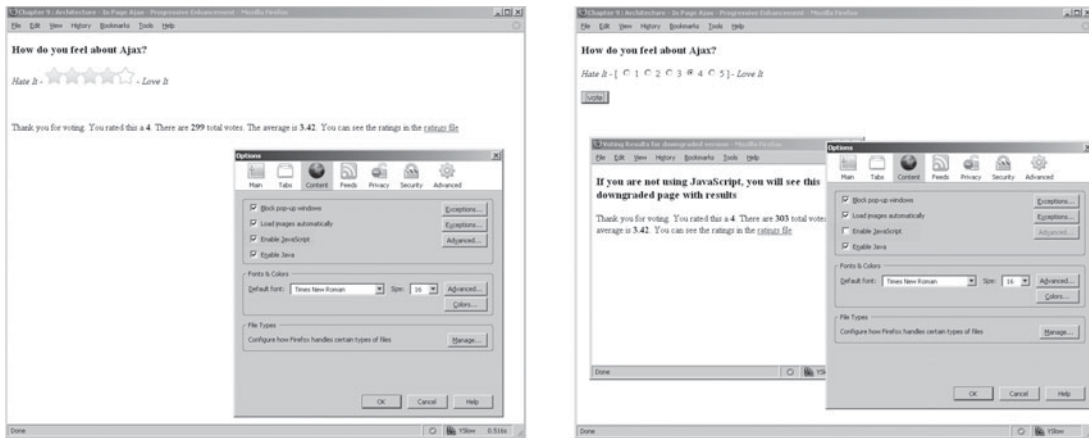 Chapter 9 : Architecture - In Page Ajax - Progressive Enhancement - Mozilla Firefox
File Edit View History Bookmarks Tools Help
How do you feel about Ajax?
Hate It - - Love It
Thank you for voting. You rated this a 4. There are 299 total votes. The average is 3.42. You can see the ratings in the ratings file
Options
Main Tabs Content Feeds Privacy Security Advanced
Block pop-up windows Exceptions...
Load images automatically Exceptions...
Enable JavaScript Advanced...
Enable Java
Fonts & Colors
Default font: Times New Roman Size: 16 Advanced...
Colors...
File Types
Configure how Firefox handles certain types of files Manage...
OK Cancel Help
Done YSlow 0.516s
Chapter 9 : Architecture - In Page Ajax - Progressive Enhancement - Mozilla Firefox
File Edit View History Bookmarks Tools Help
How do you feel about Ajax?
Hate It - [ 1 2 3 4 5 ] - Love It
vote
Voting Results for downgraded version - Mozilla Firefox
File Edit View History Bookmarks Tools Help
If you are not using JavaScript, you will see this
downgraded page with results
Thank you for voting. You rated this a 4. There are 303 total votes
average is 3.42. You can see the ratings in the ratings file
Done
Options
Main Tabs Content Feeds Privacy Security Advanced
Block pop-up windows Exceptions...
Load images automatically Exceptions...
Enable JavaScript Advanced...
Enable Java
Fonts & Colors
Default font: Times New Roman Size: 16 Advanced...
Colors...
File Types
Configure how Firefox handles certain types of files Manage...
OK Cancel Help
Done YSlow